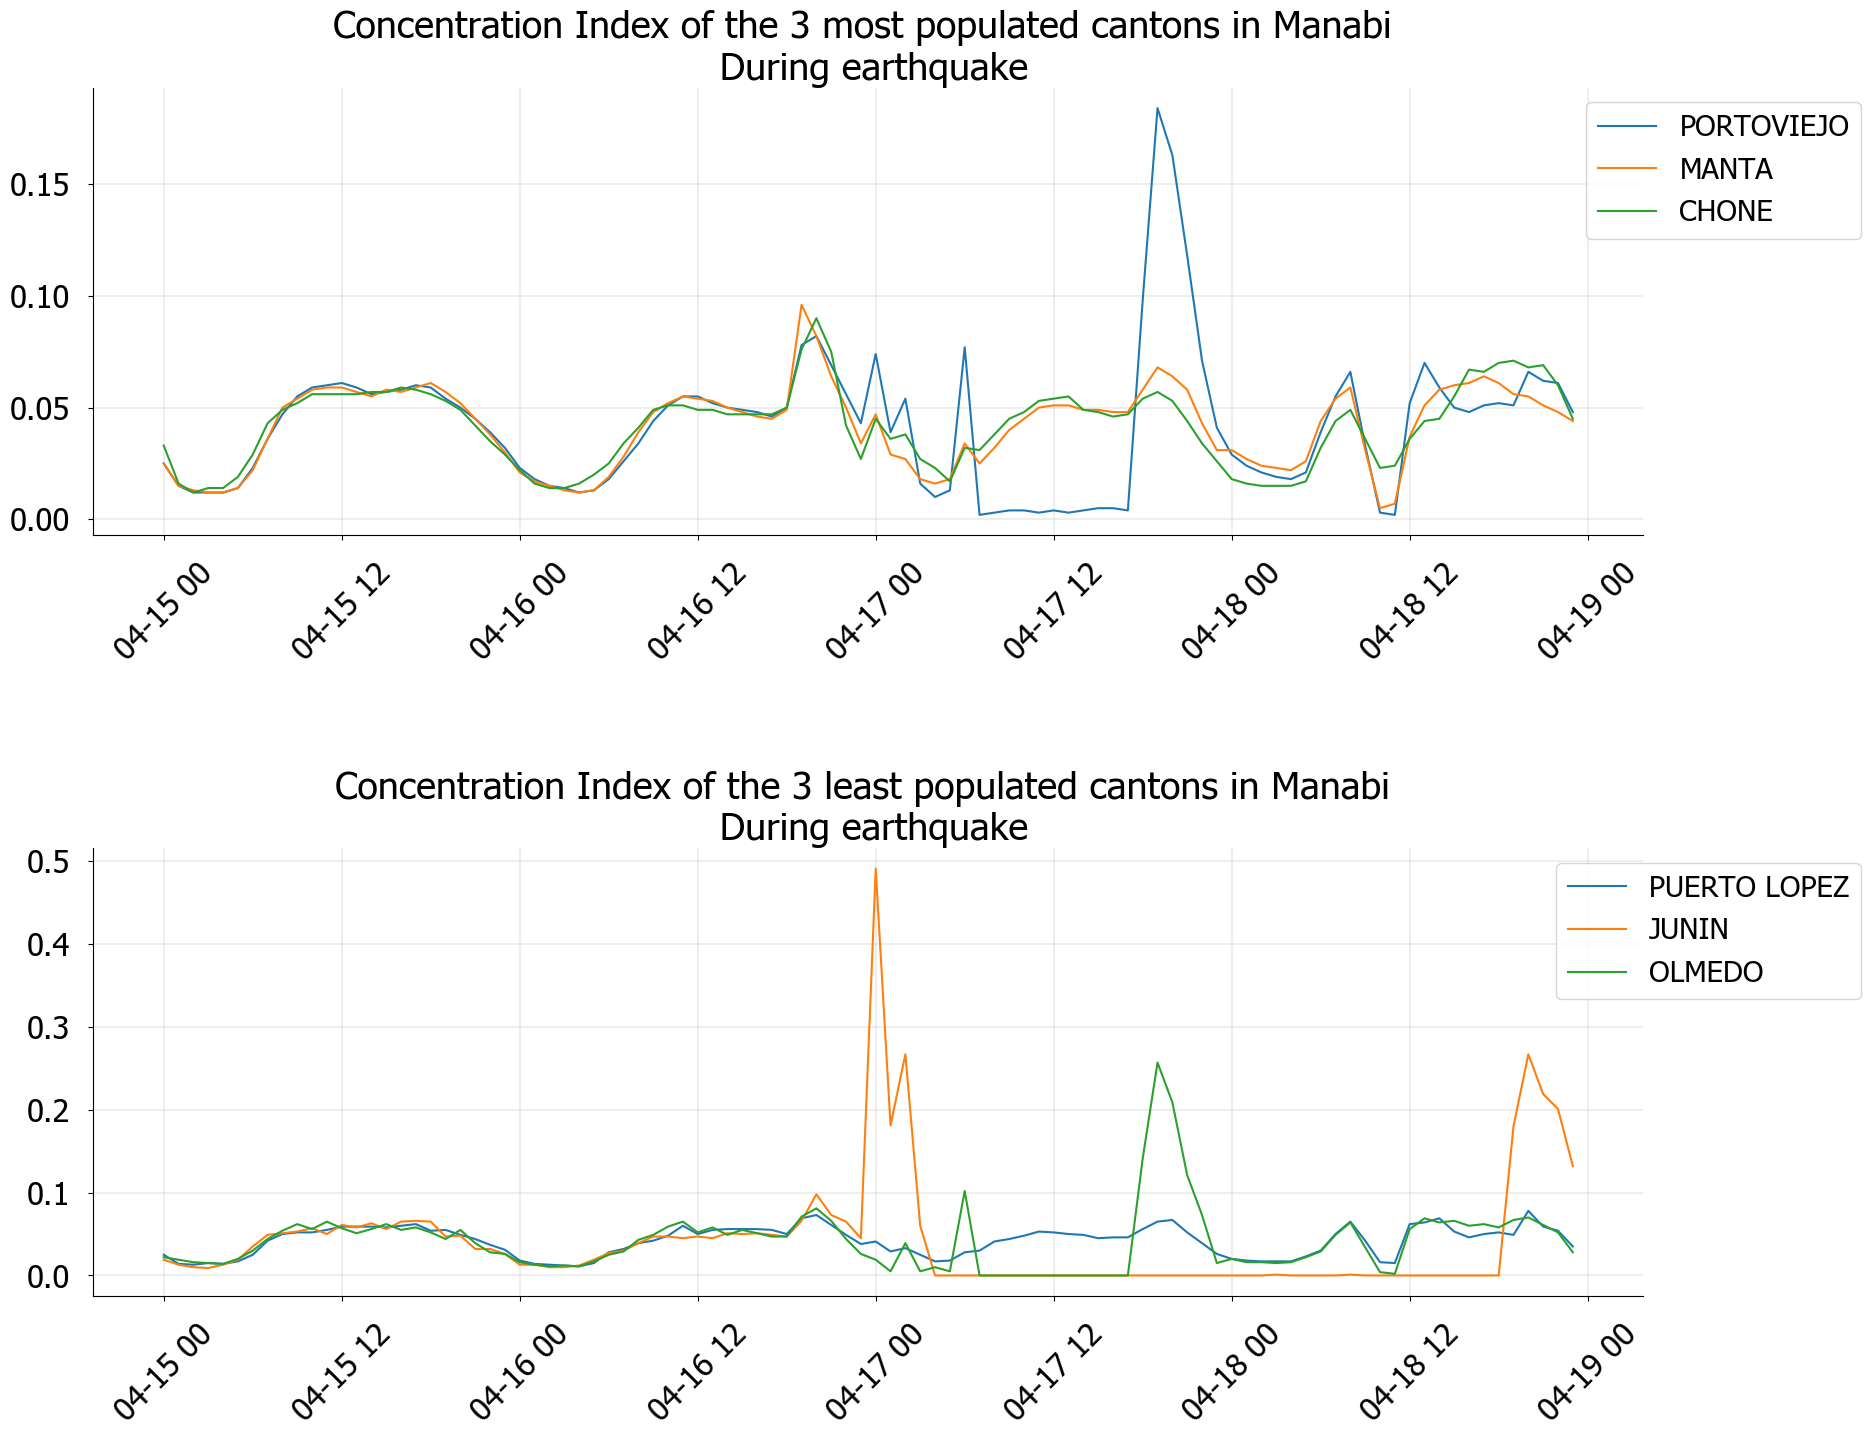 Concentration Index of the 3 most populated cantons in Manabi
During earthquake
PORTOVIEJO
MANTA
CHONE
0.15
0.10
0.05
0.00
04-15 00
04-15 12
04-16 00
04-16 12
04-17 00
04-17 12
04-18 00
04-18 12
04-19 00
Concentration Index of the 3 least populated cantons in Manabi
During earthquake
PUERTO LOPEZ
JUNIN
OLMEDO
0.5
0.4
0.3
0.2
0.1
0.0
04-15 00
04-15 12
04-16 00
04-16 12
04-17 00
04-17 12
04-18 00
04-18 12
04-19 00